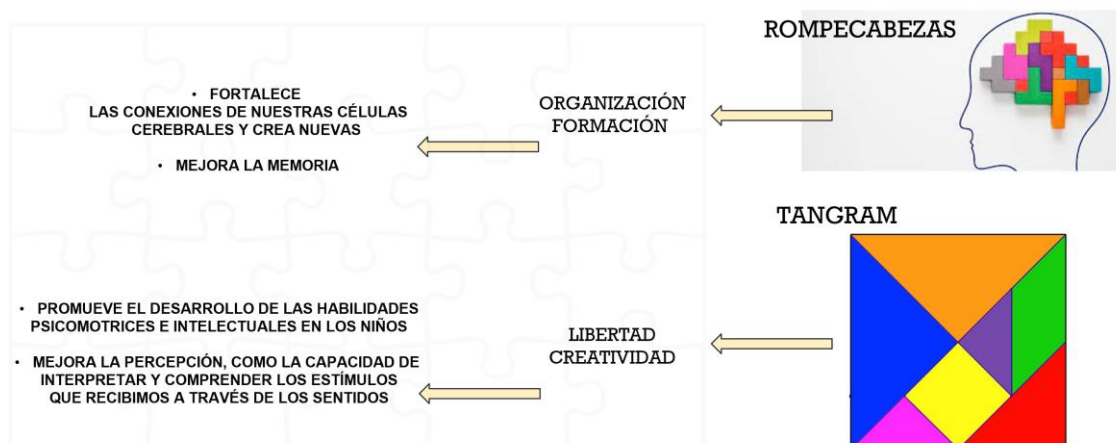 ROMPECABEZAS
ORGANIZACIÓN
FORMACIÓN
• FORTALECE
LAS CONEXIONES DE NUESTRAS CÉLULAS
CEREBRALES Y CREA NUEVAS
• MEJORA LA MEMORIA
TANGRAM
LIBERTAD
CREATIVIDAD
• PROMUEVE EL DESARROLLO DE LAS HABILIDADES
PSICOMOTRICES E INTELECTUALES EN LOS NIÑOS
• MEJORA LA PERCEPCIÓN, COMO LA CAPACIDAD DE
INTERPRETAR Y COMPRENDER LOS ESTÍMULOS
QUE RECIBIMOS A TRAVÉS DE LOS SENTIDOS